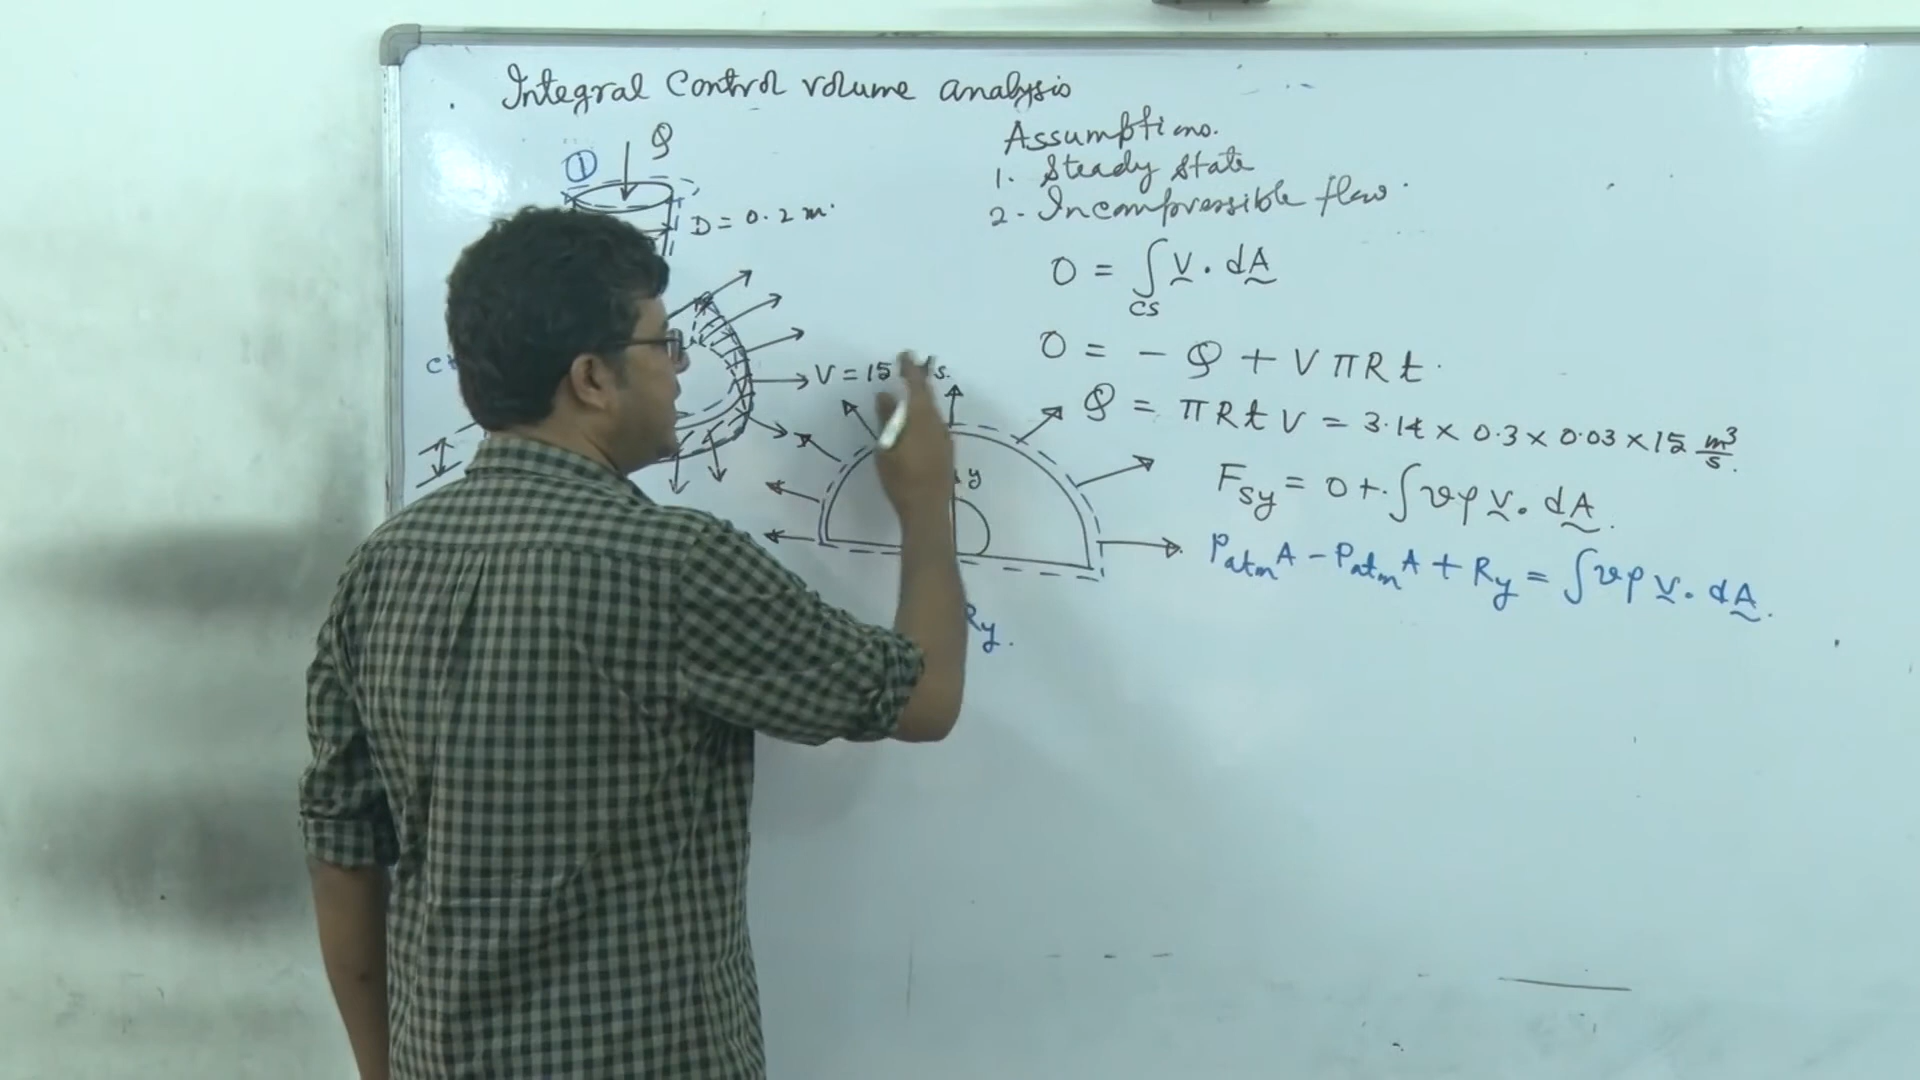 Integral Control volume analysis
①
Q
D = 0.2 m.
V = 15
s.
y
Ry.
Assumptions.
1. Steady State
2. Incompressible flow.
0 = ∫ V . dA
CS
0 = - Q + V π R t.
Q = π R t V = 3.14 × 0.3 × 0.03 × 15 m³/s.
Fsy = 0 + ∫ v ρ V . dA.
Patm A - Patm A + Ry = ∫ v ρ V . dA.